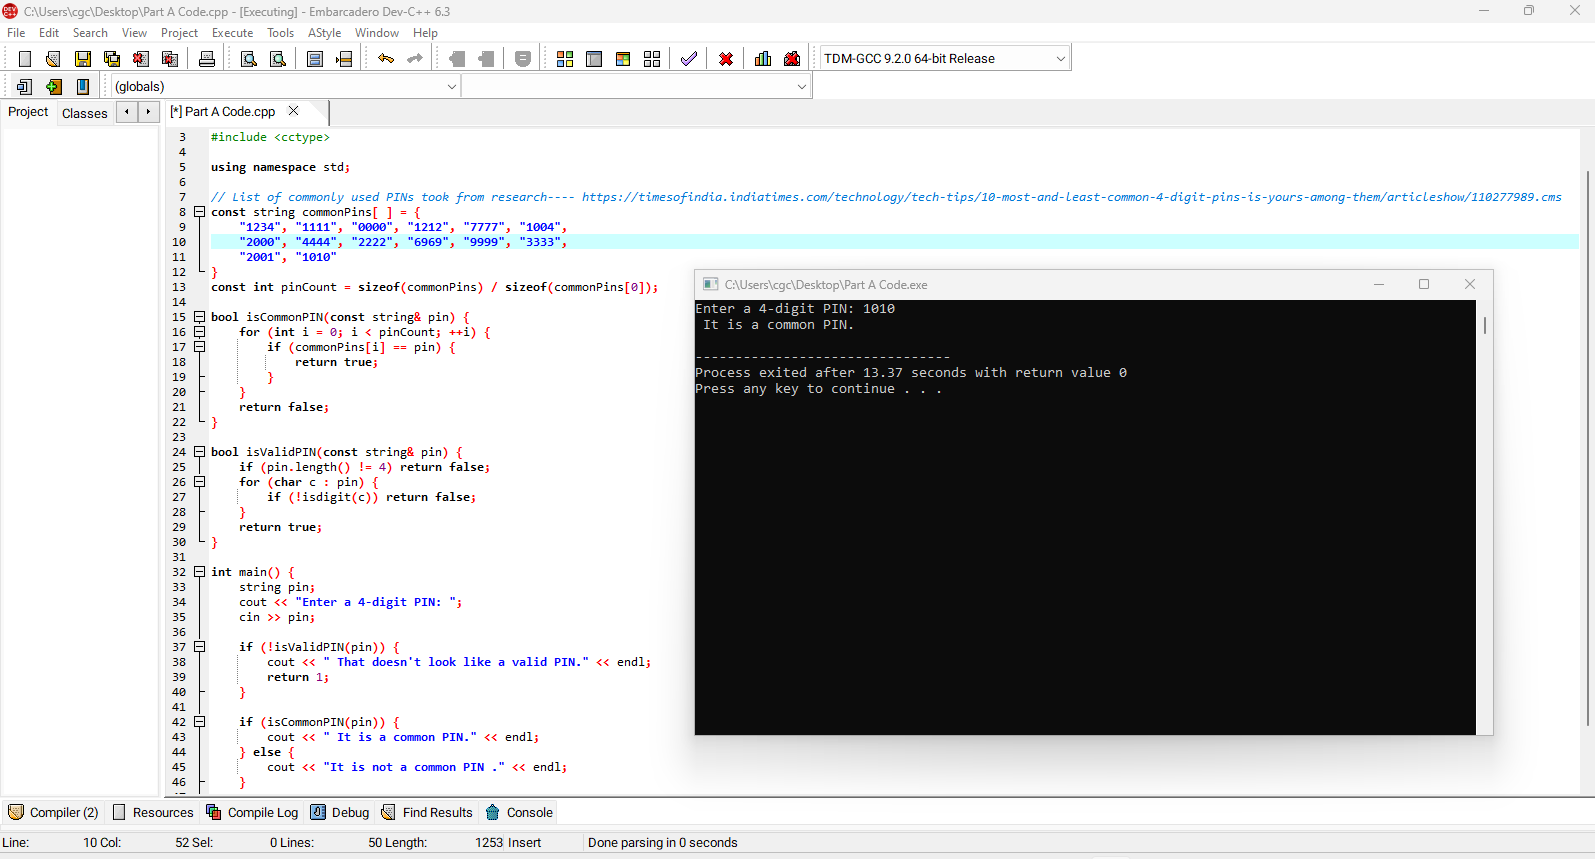 C:\Users\cgc\Desktop\Part A Code.cpp - [Executing] - Embarcadero Dev-C++ 6.3
File Edit Search View Project Execute Tools AStyle Window Help
TDM-GCC 9.2.0 64-bit Release
(globals)
Project Classes [*] Part A Code.cpp
3 #include <cctype>
4
5 using namespace std;
6
7 // List of commonly used PINs took from research---- https://timesofindia.indiatimes.com/technology/tech-tips/10-most-and-least-common-4-digit-pins-is-yours-among-them/articleshow/110277989.cms
8 const string commonPins[ ] = {
9 "1234", "1111", "0000", "1212", "7777", "1004",
10 "2000", "4444", "2222", "6969", "9999", "3333",
11 "2001", "1010"
12 }
13 const int pinCount = sizeof(commonPins) / sizeof(commonPins[0]);
14
15 bool isCommonPIN(const string& pin) {
16 for (int i = 0; i < pinCount; ++i) {
17 if (commonPins[i] == pin) {
18 return true;
19 }
20 }
21 return false;
22 }
23
24 bool isValidPIN(const string& pin) {
25 if (pin.length() != 4) return false;
26 for (char c : pin) {
27 if (!isdigit(c)) return false;
28 }
29 return true;
30 }
31
32 int main() {
33 string pin;
34 cout << "Enter a 4-digit PIN: ";
35 cin >> pin;
36
37 if (!isValidPIN(pin)) {
38 cout << " That doesn't look like a valid PIN." << endl;
39 return 1;
40 }
41
42 if (isCommonPIN(pin)) {
43 cout << " It is a common PIN." << endl;
44 } else {
45 cout << "It is not a common PIN ." << endl;
46 }
C:\Users\cgc\Desktop\Part A Code.exe
Enter a 4-digit PIN: 1010
It is a common PIN.
--------------------------------
Process exited after 13.37 seconds with return value 0
Press any key to continue . . .
Compiler (2) Resources Compile Log Debug Find Results Console
Line: 10 Col: 52 Sel: 0 Lines: 50 Length: 1253 Insert Done parsing in 0 seconds